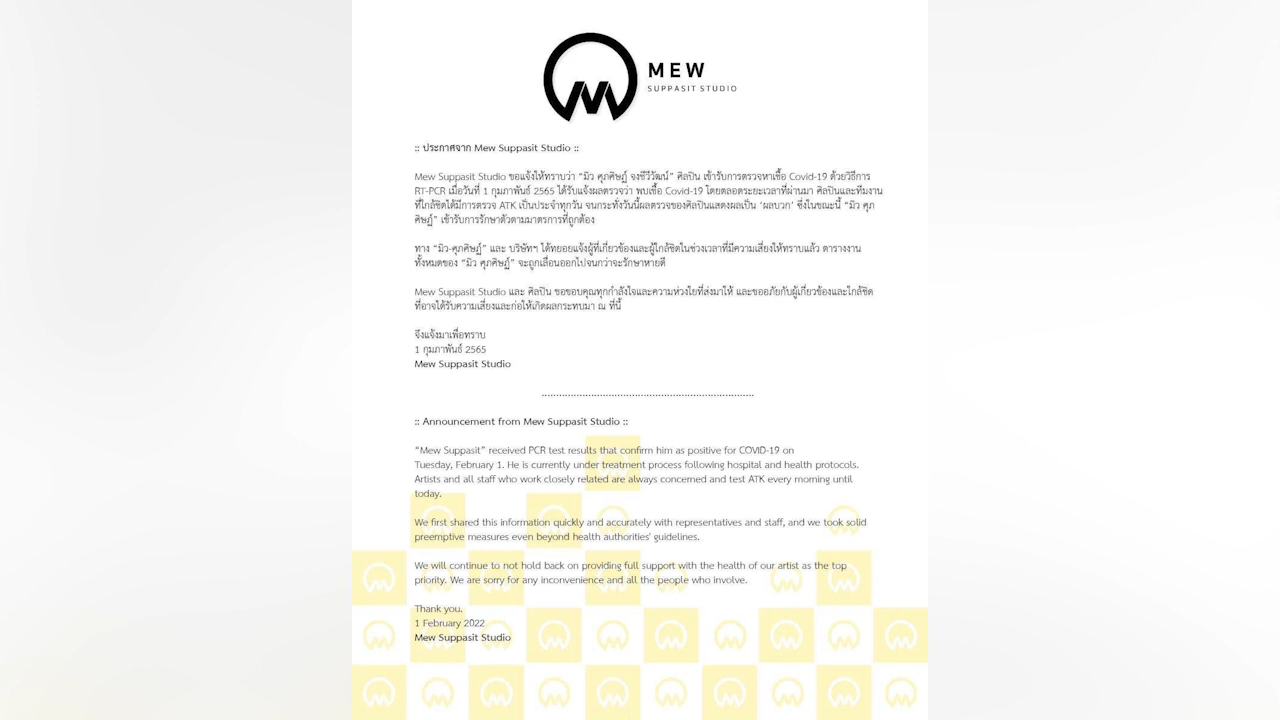 MEW
SUPPASIT STUDIO
:: ประกาศจาก Mew Suppasit Studio ::
Mew Suppasit Studio ขอแจ้งให้ทราบว่า “มิว ศุภศิษฏ์ จงชีวีวัฒน์” ศิลปิน เข้ารับการตรวจหาเชื้อ Covid-19 ด้วยวิธีการ
RT-PCR เมื่อวันที่ 1 กุมภาพันธ์ 2565 ได้รับแจ้งผลตรวจว่า พบเชื้อ Covid-19 โดยตลอดระยะเวลาที่ผ่านมา ศิลปินและทีมงาน
ที่ใกล้ชิดได้มีการตรวจ ATK เป็นประจำทุกวัน จนกระทั่งวันนี้ผลตรวจของศิลปินแสดงผลเป็น ‘ผลบวก’ ซึ่งในขณะนี้ “มิว ศุภ
ศิษฏ์” เข้ารับการรักษาตัวตามมาตรการที่ถูกต้อง
ทาง “มิว-ศุภศิษฏ์” และ บริษัทฯ ได้ทยอยแจ้งผู้ที่เกี่ยวข้องและผู้ใกล้ชิดในช่วงเวลาที่มีความเสี่ยงให้ทราบแล้ว ตารางงาน
ทั้งหมดของ “มิว ศุภศิษฏ์” จะถูกเลื่อนออกไปจนกว่าจะรักษาหายดี
Mew Suppasit Studio และ ศิลปิน ขอขอบคุณทุกกำลังใจและความห่วงใยที่ส่งมาให้ และขออภัยกับผู้เกี่ยวข้องและใกล้ชิด
ที่อาจได้รับความเสี่ยงและก่อให้เกิดผลกระทบมา ณ ที่นี้
จึงแจ้งมาเพื่อทราบ
1 กุมภาพันธ์ 2565
Mew Suppasit Studio
:: Announcement from Mew Suppasit Studio ::
“Mew Suppasit” received PCR test results that confirm him as positive for COVID-19 on
Tuesday, February 1. He is currently under treatment process following hospital and health protocols.
Artists and all staff who work closely related are always concerned and test ATK every morning until
today.
We first shared this information quickly and accurately with representatives and staff, and we took solid
preemptive measures even beyond health authorities' guidelines.
We will continue to not hold back on providing full support with the health of our artist as the top
priority. We are sorry for any inconvenience and all the people who involve.
Thank you.
1 February 2022
Mew Suppasit Studio